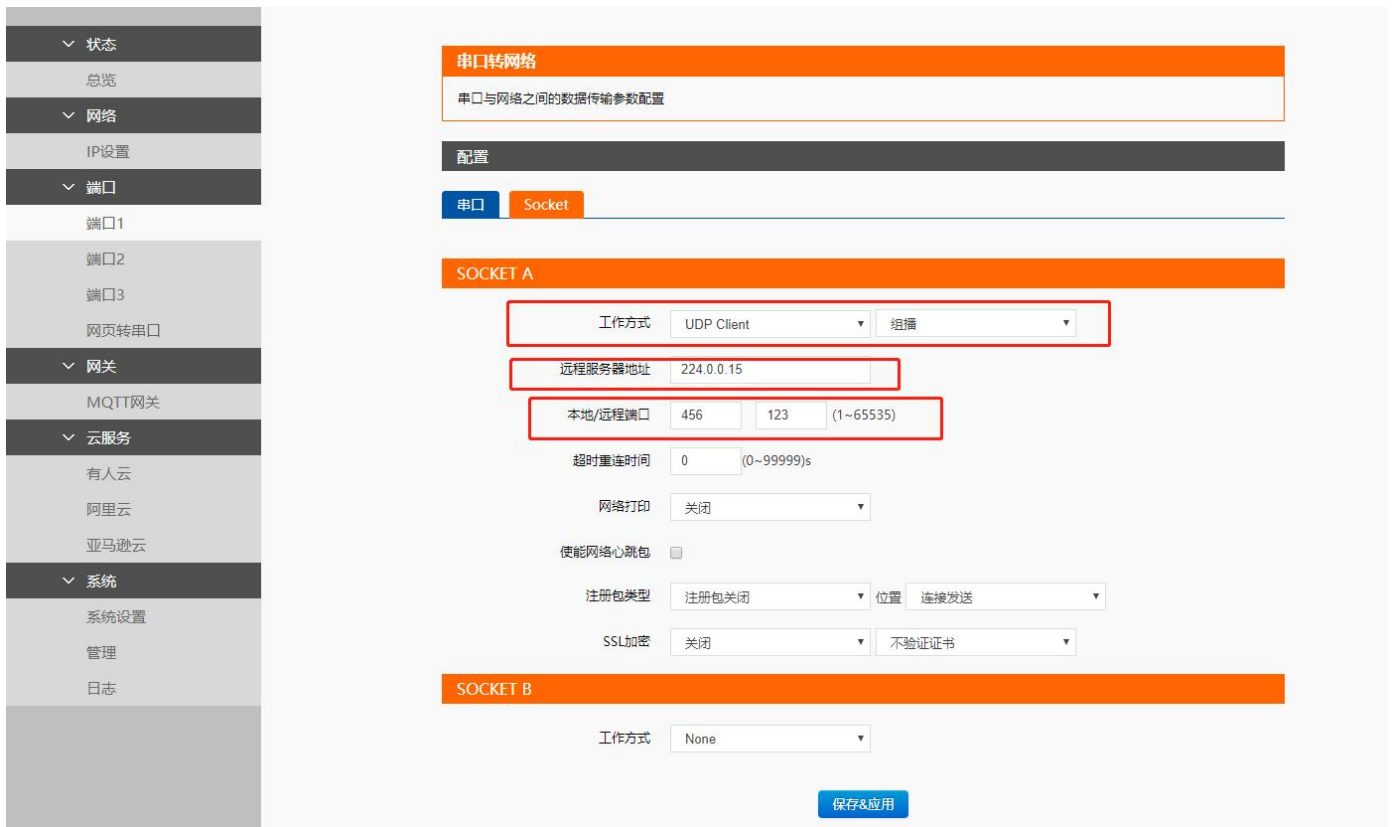 状态
总览
网络
IP设置
端口
端口1
端口2
端口3
网页转串口
网关
MQTT网关
云服务
有人云
阿里云
亚马逊云
系统
系统设置
管理
日志
串口转网络
串口与网络之间的数据传输参数配置
配置
串口 Socket
SOCKET A
工作方式 UDP Client 组播
远程服务器地址 224.0.0.15
本地/远程端口 456 123 (1~65535)
超时重连时间 0 (0~99999)s
网络打印 关闭
使能网络心跳包
注册包类型 注册包关闭 位置 连接发送
SSL加密 关闭 不验证证书
SOCKET B
工作方式 None
保存&应用